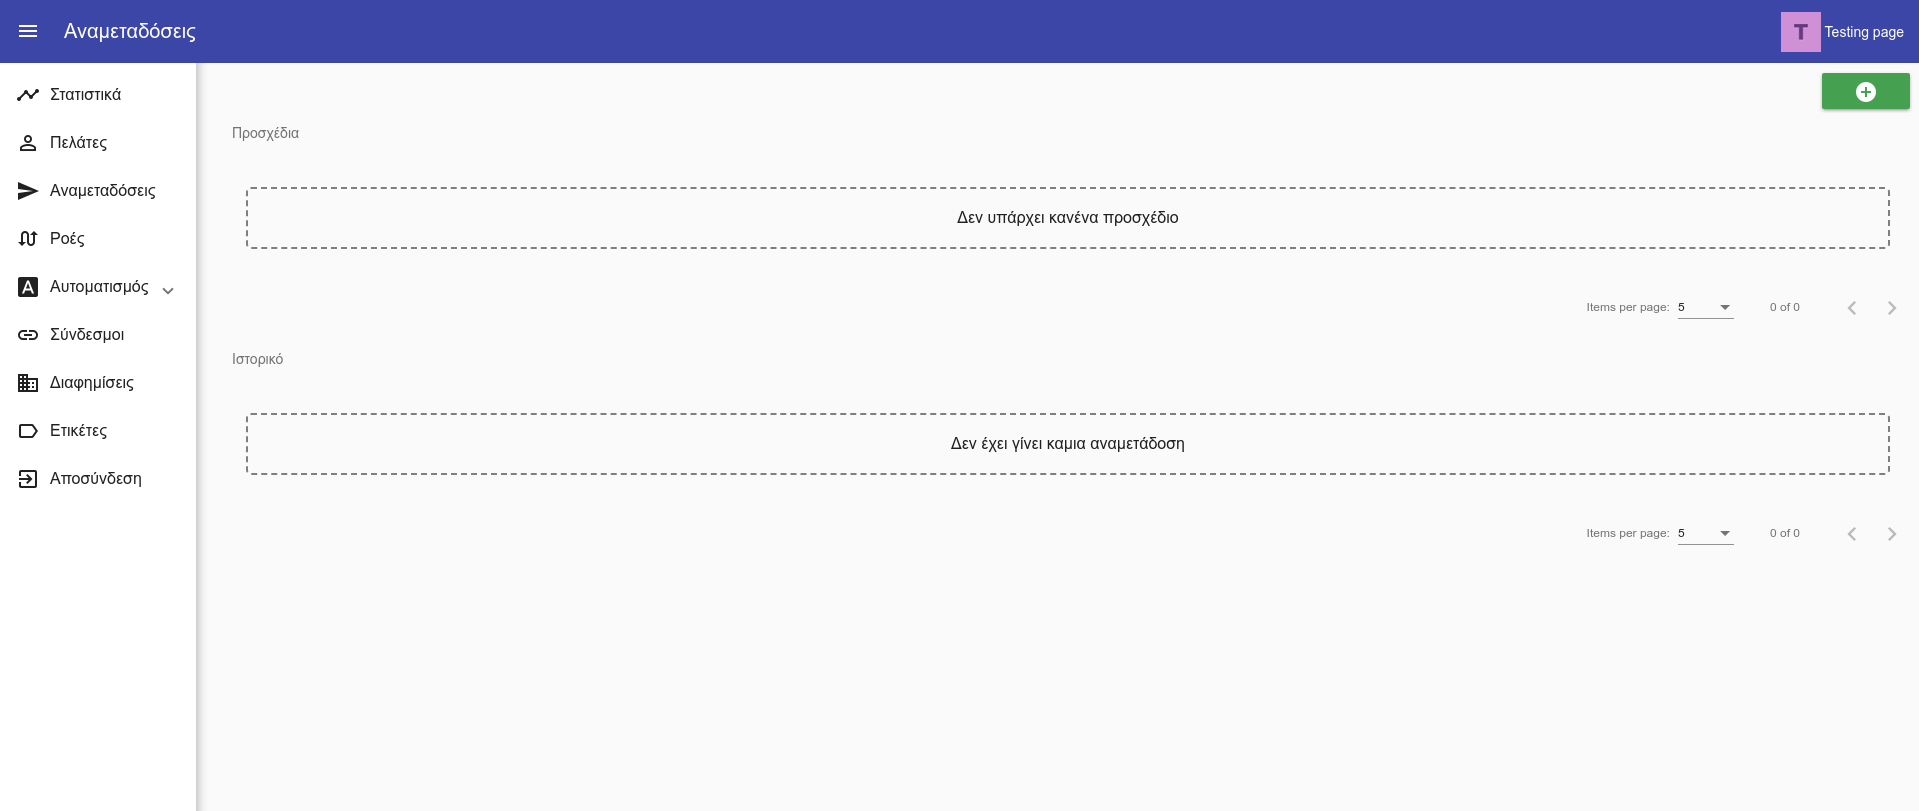 Αναμεταδόσεις
T Testing page
Στατιστικά
Πελάτες
Αναμεταδόσεις
Ροές
A Αυτοματισμός
Σύνδεσμοι
Διαφημίσεις
Ετικέτες
Αποσύνδεση
Προσχέδια
Δεν υπάρχει κανένα προσχέδιο
Items per page: 5 0 of 0
Ιστορικό
Δεν έχει γίνει καμια αναμετάδοση
Items per page: 5 0 of 0